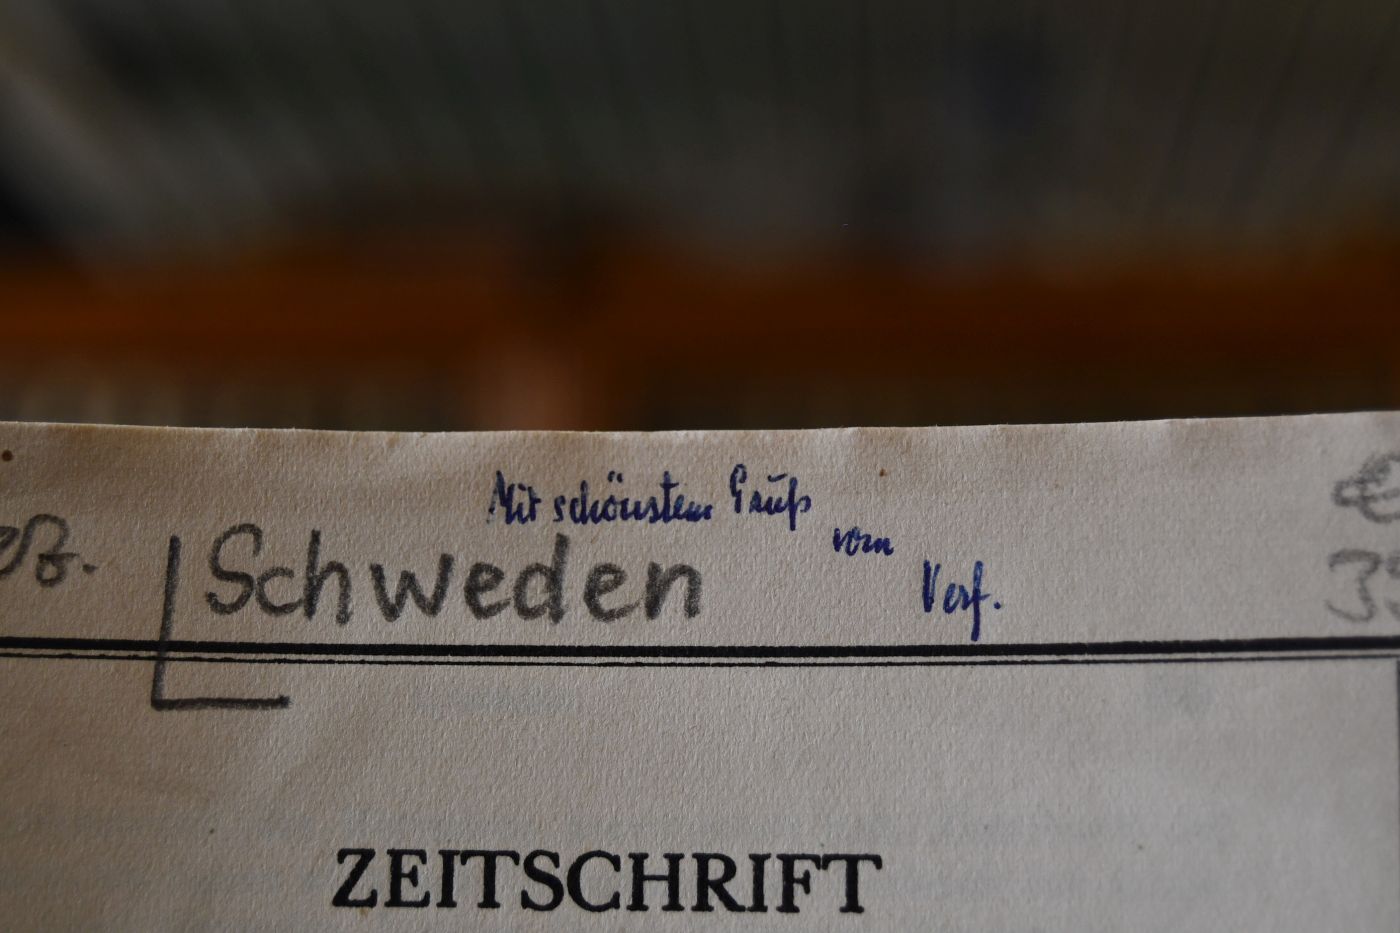 Mit schönstem Gruß
vom
Verf.
Schweden
ZEITSCHRIFT